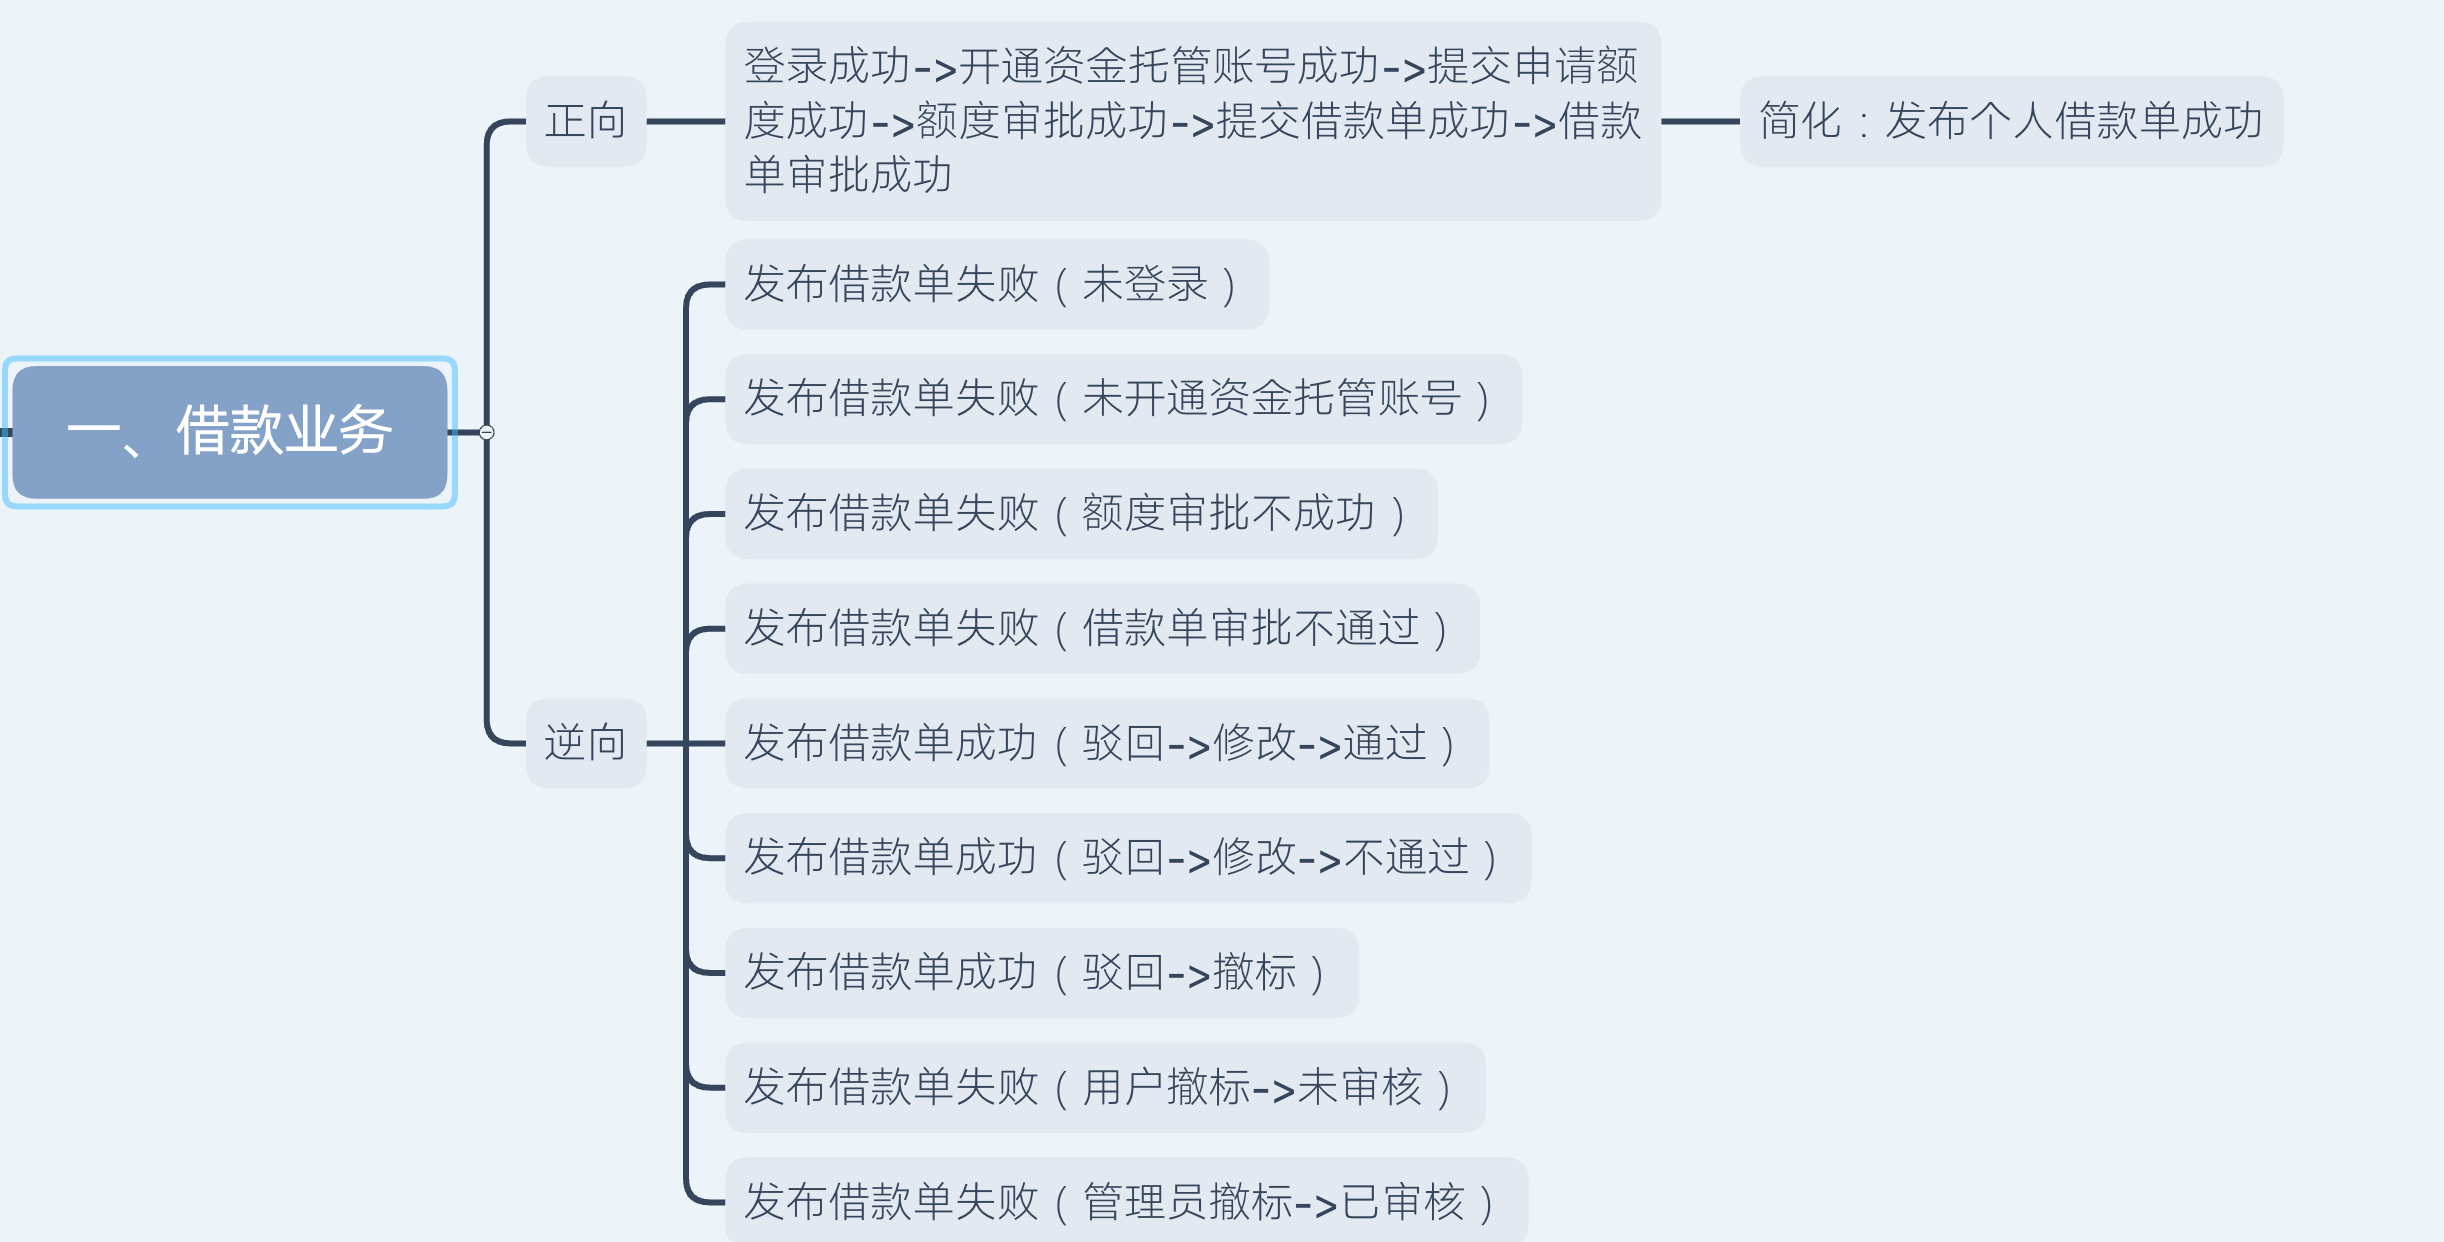 一、借款业务
正向
登录成功->开通资金托管账号成功->提交申请额
度成功->额度审批成功->提交借款单成功->借款
单审批成功
简化：发布个人借款单成功
逆向
发布借款单失败（未登录）
发布借款单失败（未开通资金托管账号）
发布借款单失败（额度审批不成功）
发布借款单失败（借款单审批不通过）
发布借款单成功（驳回->修改->通过）
发布借款单成功（驳回->修改->不通过）
发布借款单成功（驳回->撤标）
发布借款单失败（用户撤标->未审核）
发布借款单失败（管理员撤标->已审核）